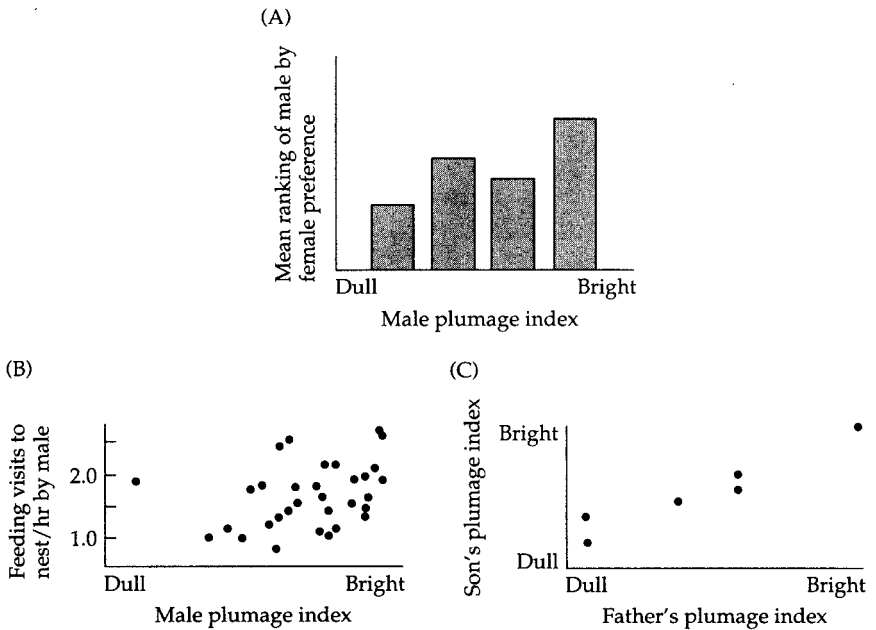 (A)
Mean ranking of male by
female preference
Dull
Bright
Male plumage index
(B)
Feeding visits to
nest/hr by male
2.0
1.0
Dull
Bright
Male plumage index
(C)
Son's plumage index
Bright
Dull
Dull
Bright
Father's plumage index